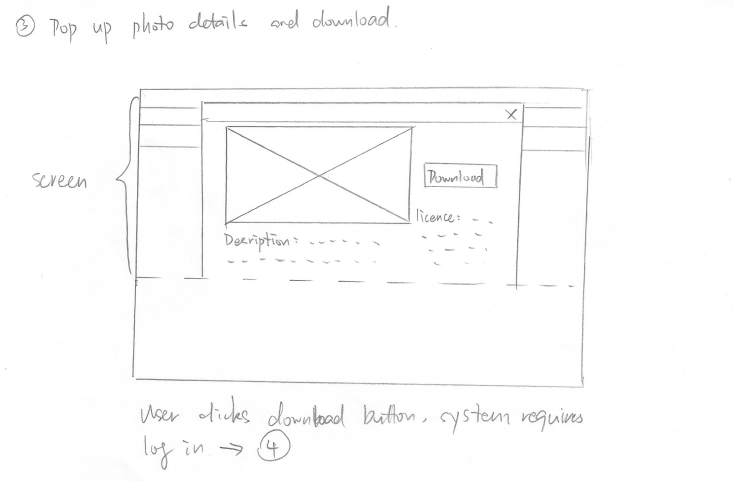 ③ Pop up photo details and download.
X
screen
Download
licence:
Decription:
User clicks download button, system requires
log in → ④